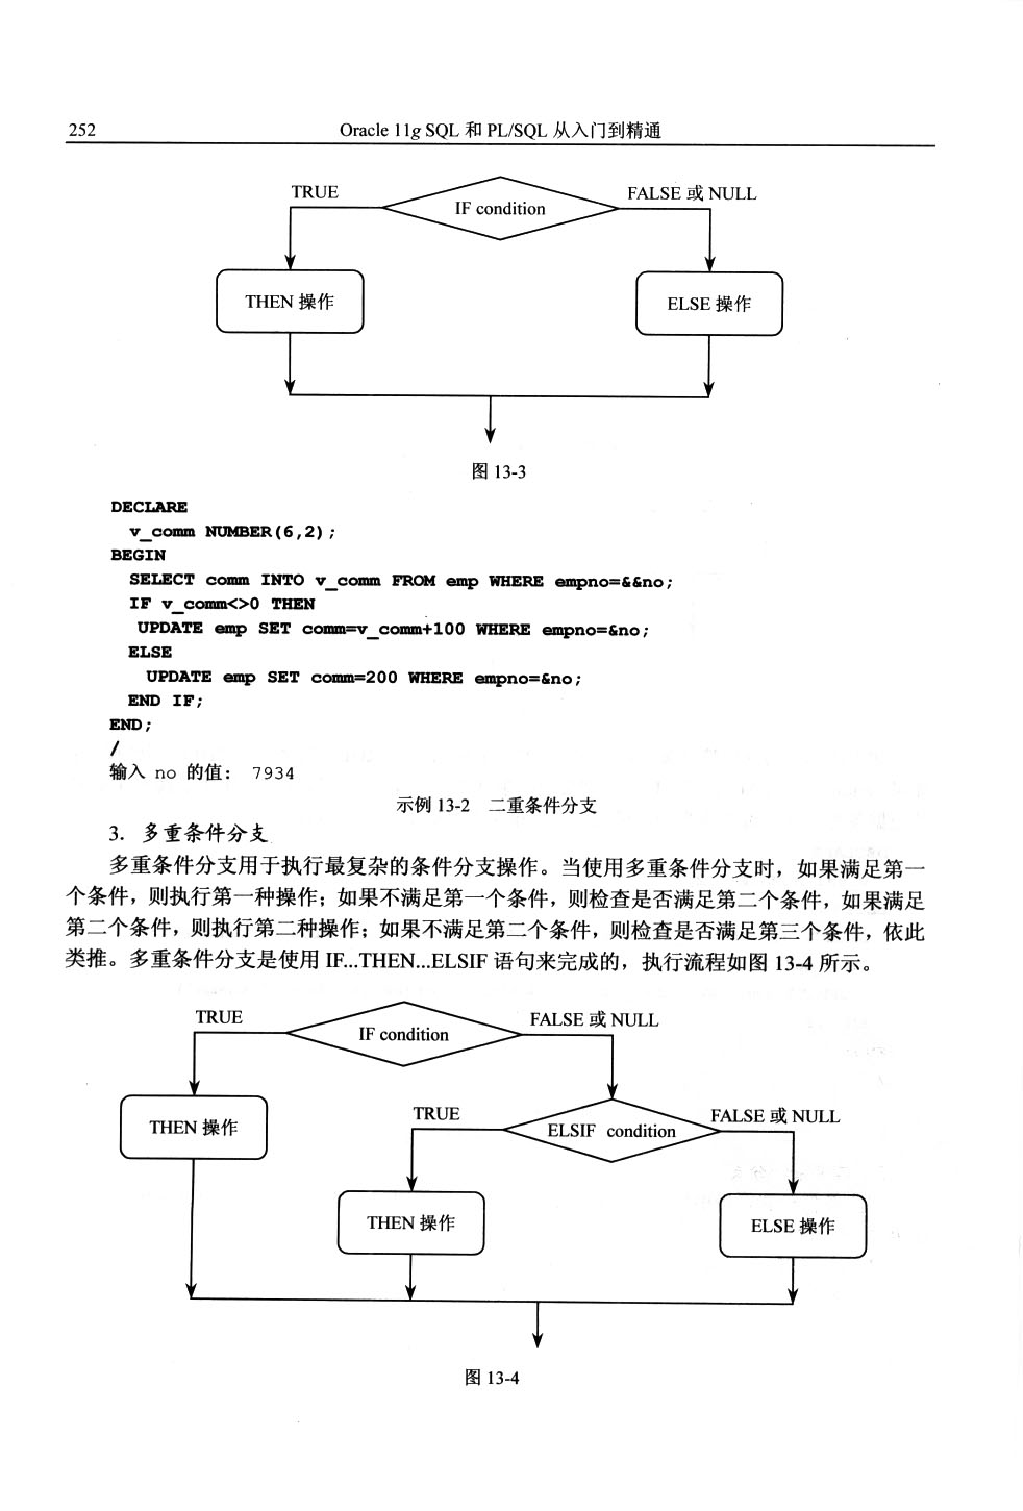 252
Oracle 11g SQL 和 PL/SQL 从入门到精通
TRUE
IF condition
FALSE 或 NULL
THEN 操作
ELSE 操作
图 13-3
DECLARE
v_comm NUMBER(6,2);
BEGIN
SELECT comm INTO v_comm FROM emp WHERE empno=&&no;
IF v_comm<>0 THEN
UPDATE emp SET comm=v_comm+100 WHERE empno=&no;
ELSE
UPDATE emp SET comm=200 WHERE empno=&no;
END IF;
END;
/
输入 no 的值: 7934
示例 13-2 二重条件分支
3. 多重条件分支
多重条件分支用于执行最复杂的条件分支操作。当使用多重条件分支时，如果满足第一
个条件，则执行第一种操作；如果不满足第一个条件，则检查是否满足第二个条件，如果满足
第二个条件，则执行第二种操作；如果不满足第二个条件，则检查是否满足第三个条件，依此
类推。多重条件分支是使用 IF...THEN...ELSIF 语句来完成的，执行流程如图 13-4 所示。
TRUE
IF condition
FALSE 或 NULL
THEN 操作
TRUE
ELSIF condition
FALSE 或 NULL
THEN 操作
ELSE 操作
图 13-4